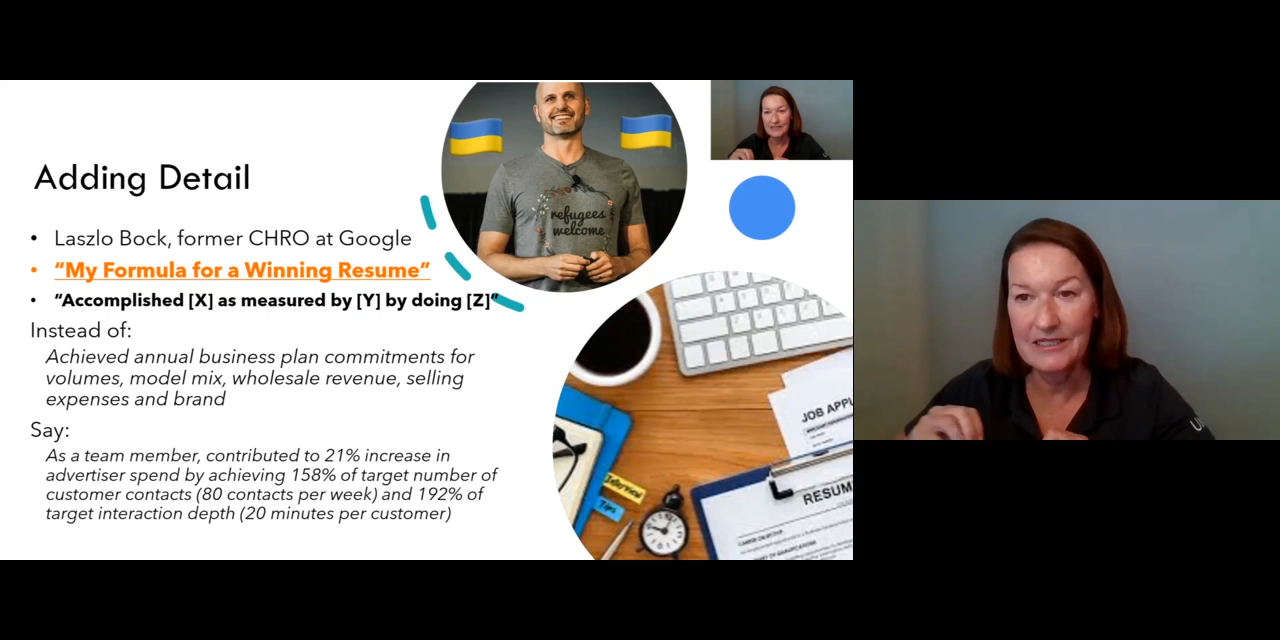 Adding Detail
• Laszlo Bock, former CHRO at Google
• “My Formula for a Winning Resume”
• “Accomplished [X] as measured by [Y] by doing [Z]”
Instead of:
Achieved annual business plan commitments for
volumes, model mix, wholesale revenue, selling
expenses and brand
Say:
As a team member, contributed to 21% increase in
advertiser spend by achieving 158% of target number of
customer contacts (80 contacts per week) and 192% of
target interaction depth (20 minutes per customer)
refugees
welcome
JOB APPL
Interview
Tips
RESUM